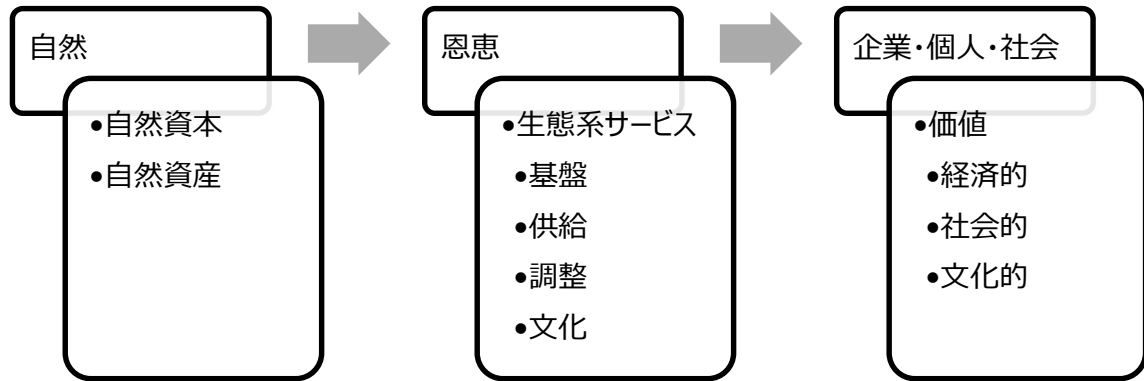 自然
•自然資本
•自然資産
恩恵
•生態系サービス
•基盤
•供給
•調整
•文化
企業・個人・社会
•価値
•経済的
•社会的
•文化的